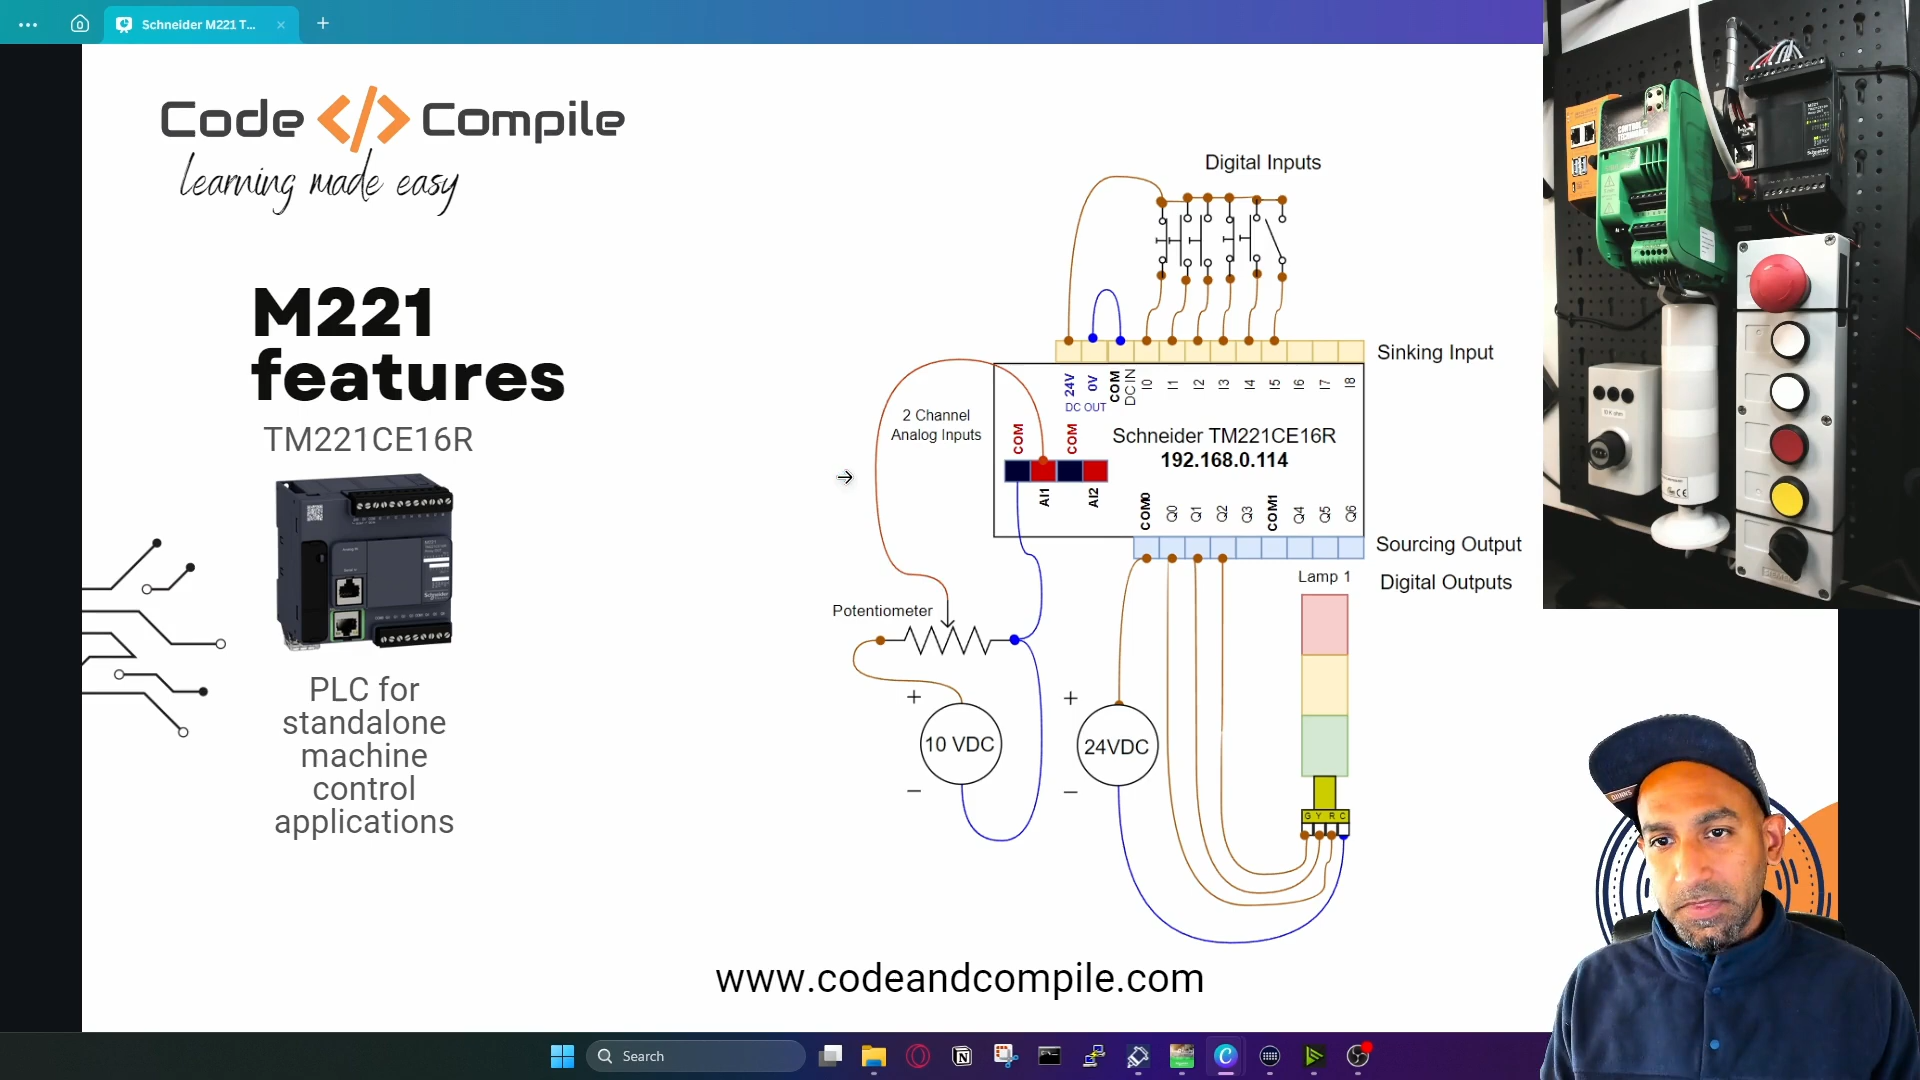 Schneider M221 T...
Code </> Compile
learning made easy
M221
features
TM221CE16R
PLC for
standalone
machine
control
applications
Digital Inputs
Sinking Input
24V
0V
COM
DC IN
I0
I1
I2
I3
I4
I5
I6
I7
I8
DC OUT
2 Channel
Analog Inputs
COM
COM
Schneider TM221CE16R
192.168.0.114
AI1
AI2
COM0
Q0
Q1
Q2
Q3
COM1
Q4
Q5
Q6
Sourcing Output
Lamp 1
Digital Outputs
Potentiometer
+
10 VDC
−
+
24VDC
−
G Y R C
www.codeandcompile.com
Search